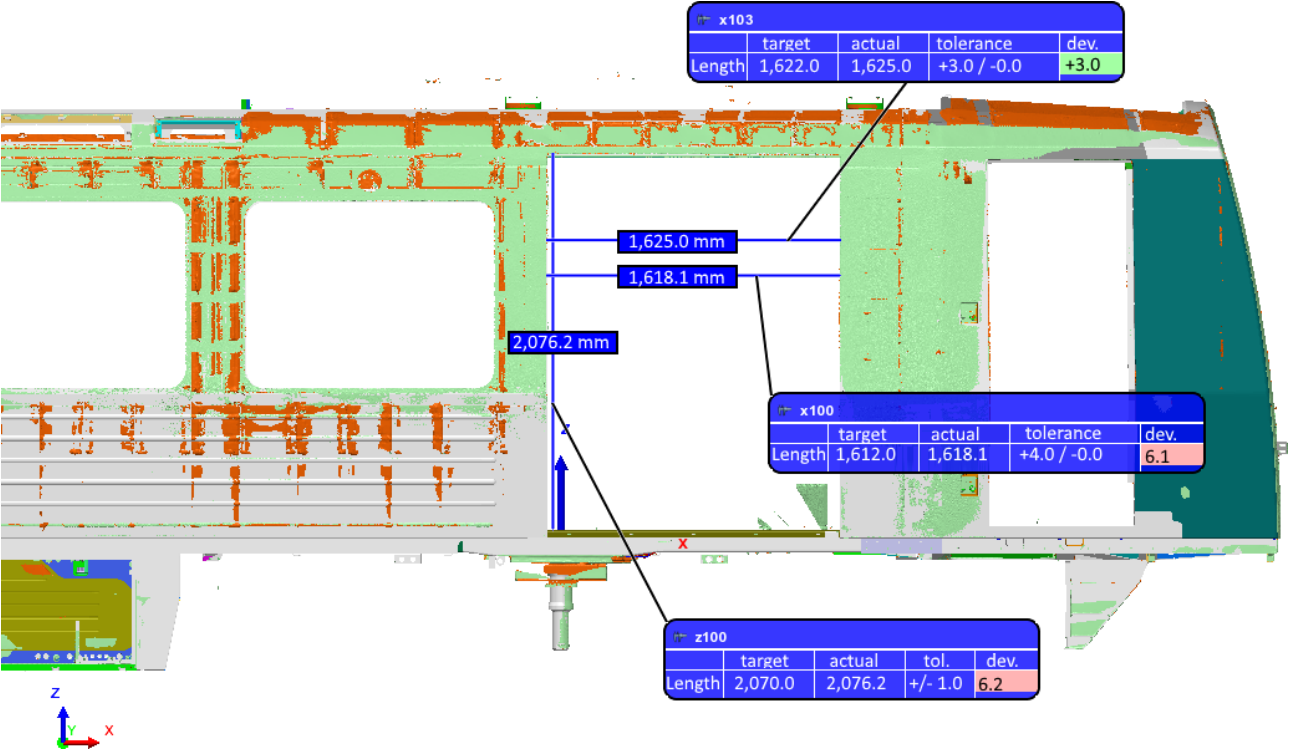 x103
target actual tolerance dev.
Length 1,622.0 1,625.0 +3.0 / -0.0 +3.0
1,625.0 mm
1,618.1 mm
2,076.2 mm
x100
target actual tolerance dev.
Length 1,612.0 1,618.1 +4.0 / -0.0 6.1
z
x
z100
target actual tol. dev.
Length 2,070.0 2,076.2 +/- 1.0 6.2
Z
Y X